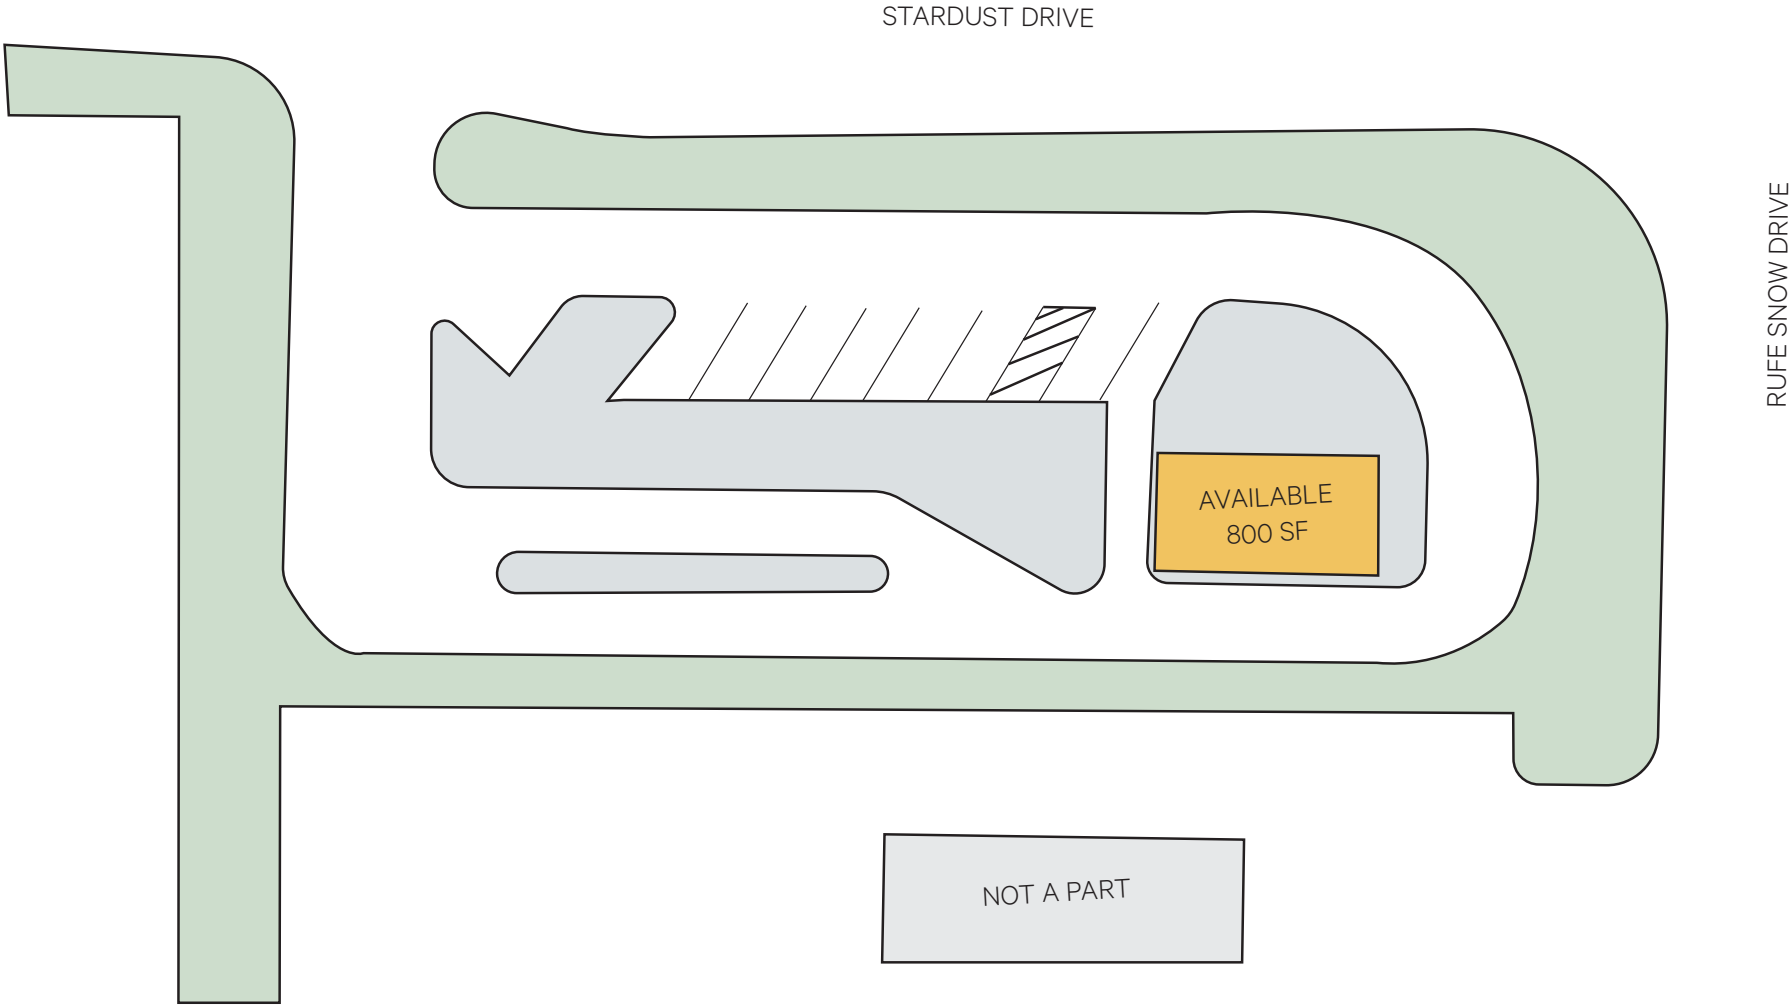 STARDUST DRIVE
RUFE SNOW DRIVE
AVAILABLE
800 SF
NOT A PART